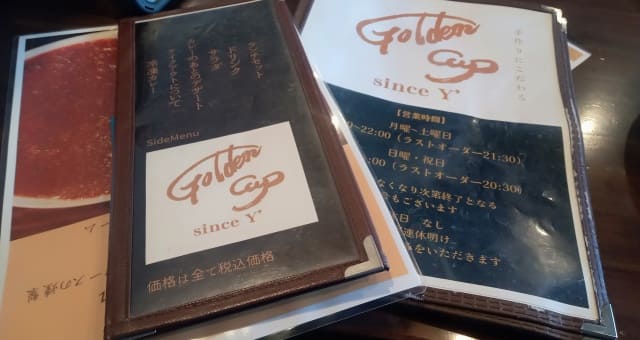 ランチセット
ドリンク
サラダ
カレーのあとのデザート
テイクアウトについて
冷凍カレー
SideMenu
Golden
Cup
since Y'
価格は全て税込価格
Golden
Cup
since Y'
手作りにこだわる
【営業時間】
月曜~土曜日
~22:00(ラストオーダー21:30)
日曜・祝日
:00(ラストオーダー20:30)
なくなり次第終了となる
もございます
日 なし
連休明け
をいただきます